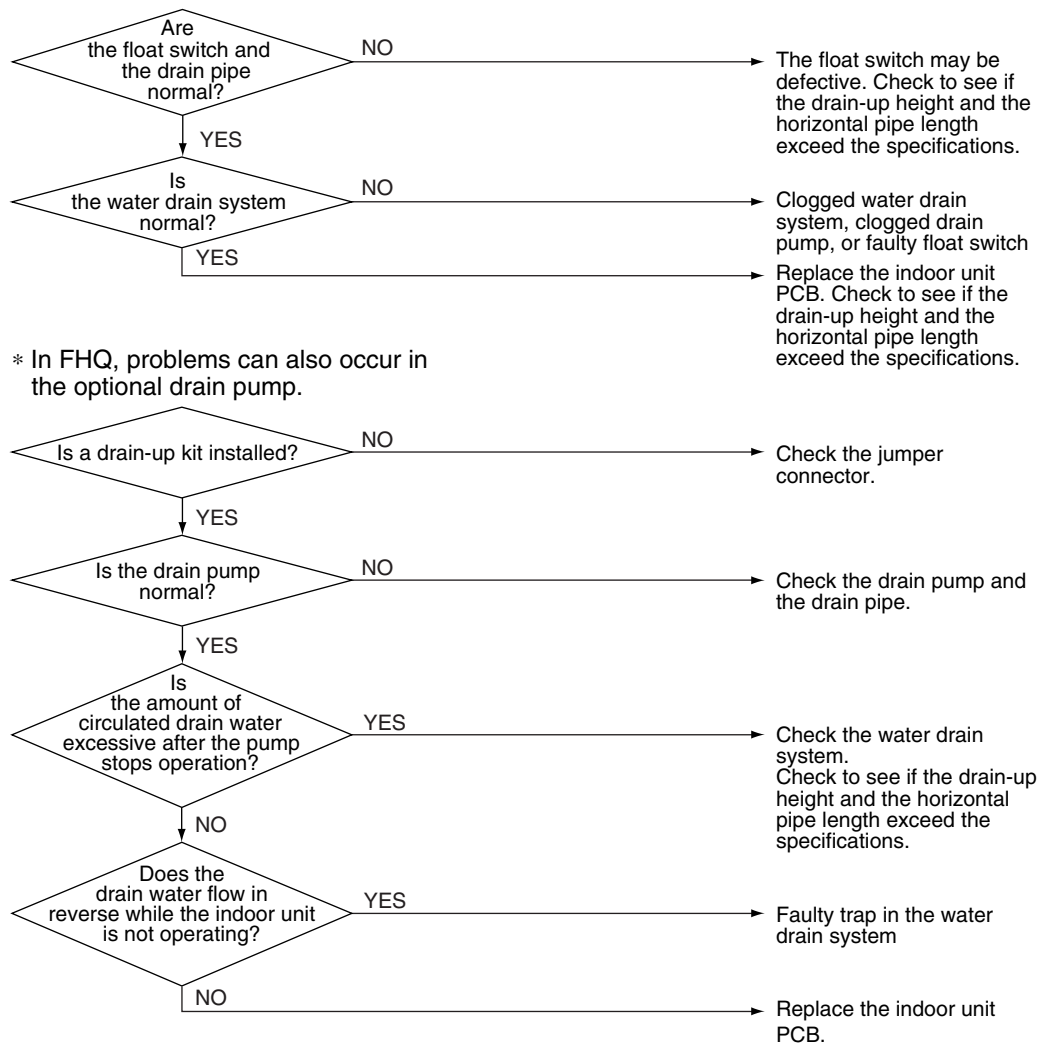 Are
the float switch and
the drain pipe
normal?
NO
The float switch may be
defective. Check to see if
the drain-up height and the
horizontal pipe length
exceed the specifications.
YES
Is
the water drain system
normal?
NO
Clogged water drain
system, clogged drain
pump, or faulty float switch
YES
Replace the indoor unit
PCB. Check to see if the
drain-up height and the
horizontal pipe length
exceed the specifications.
* In FHQ, problems can also occur in
the optional drain pump.
Is a drain-up kit installed?
NO
Check the jumper
connector.
YES
Is the drain pump
normal?
NO
Check the drain pump and
the drain pipe.
YES
Is
the amount of
circulated drain water
excessive after the pump
stops operation?
YES
Check the water drain
system.
Check to see if the drain-up
height and the horizontal
pipe length exceed the
specifications.
NO
Does the
drain water flow in
reverse while the indoor unit
is not operating?
YES
Faulty trap in the water
drain system
NO
Replace the indoor unit
PCB.